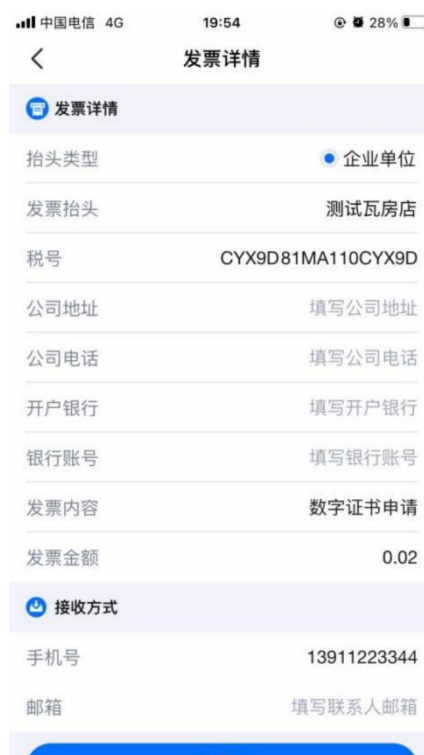 中国电信 4G 19:54 28%
发票详情
发票详情
抬头类型 企业单位
发票抬头 测试瓦房店
税号 CYX9D81MA110CYX9D
公司地址 填写公司地址
公司电话 填写公司电话
开户银行 填写开户银行
银行账号 填写银行账号
发票内容 数字证书申请
发票金额 0.02
接收方式
手机号 13911223344
邮箱 填写联系人邮箱